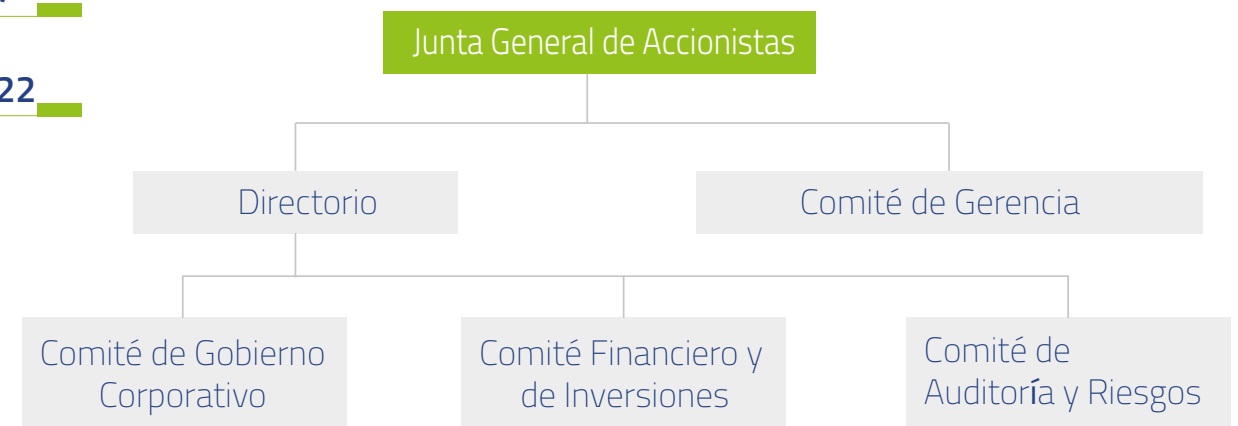 Junta General de Accionistas
22
Directorio
Comité de Gerencia
Comité de Gobierno
Corporativo
Comité Financiero y
de Inversiones
Comité de
Auditoría y Riesgos